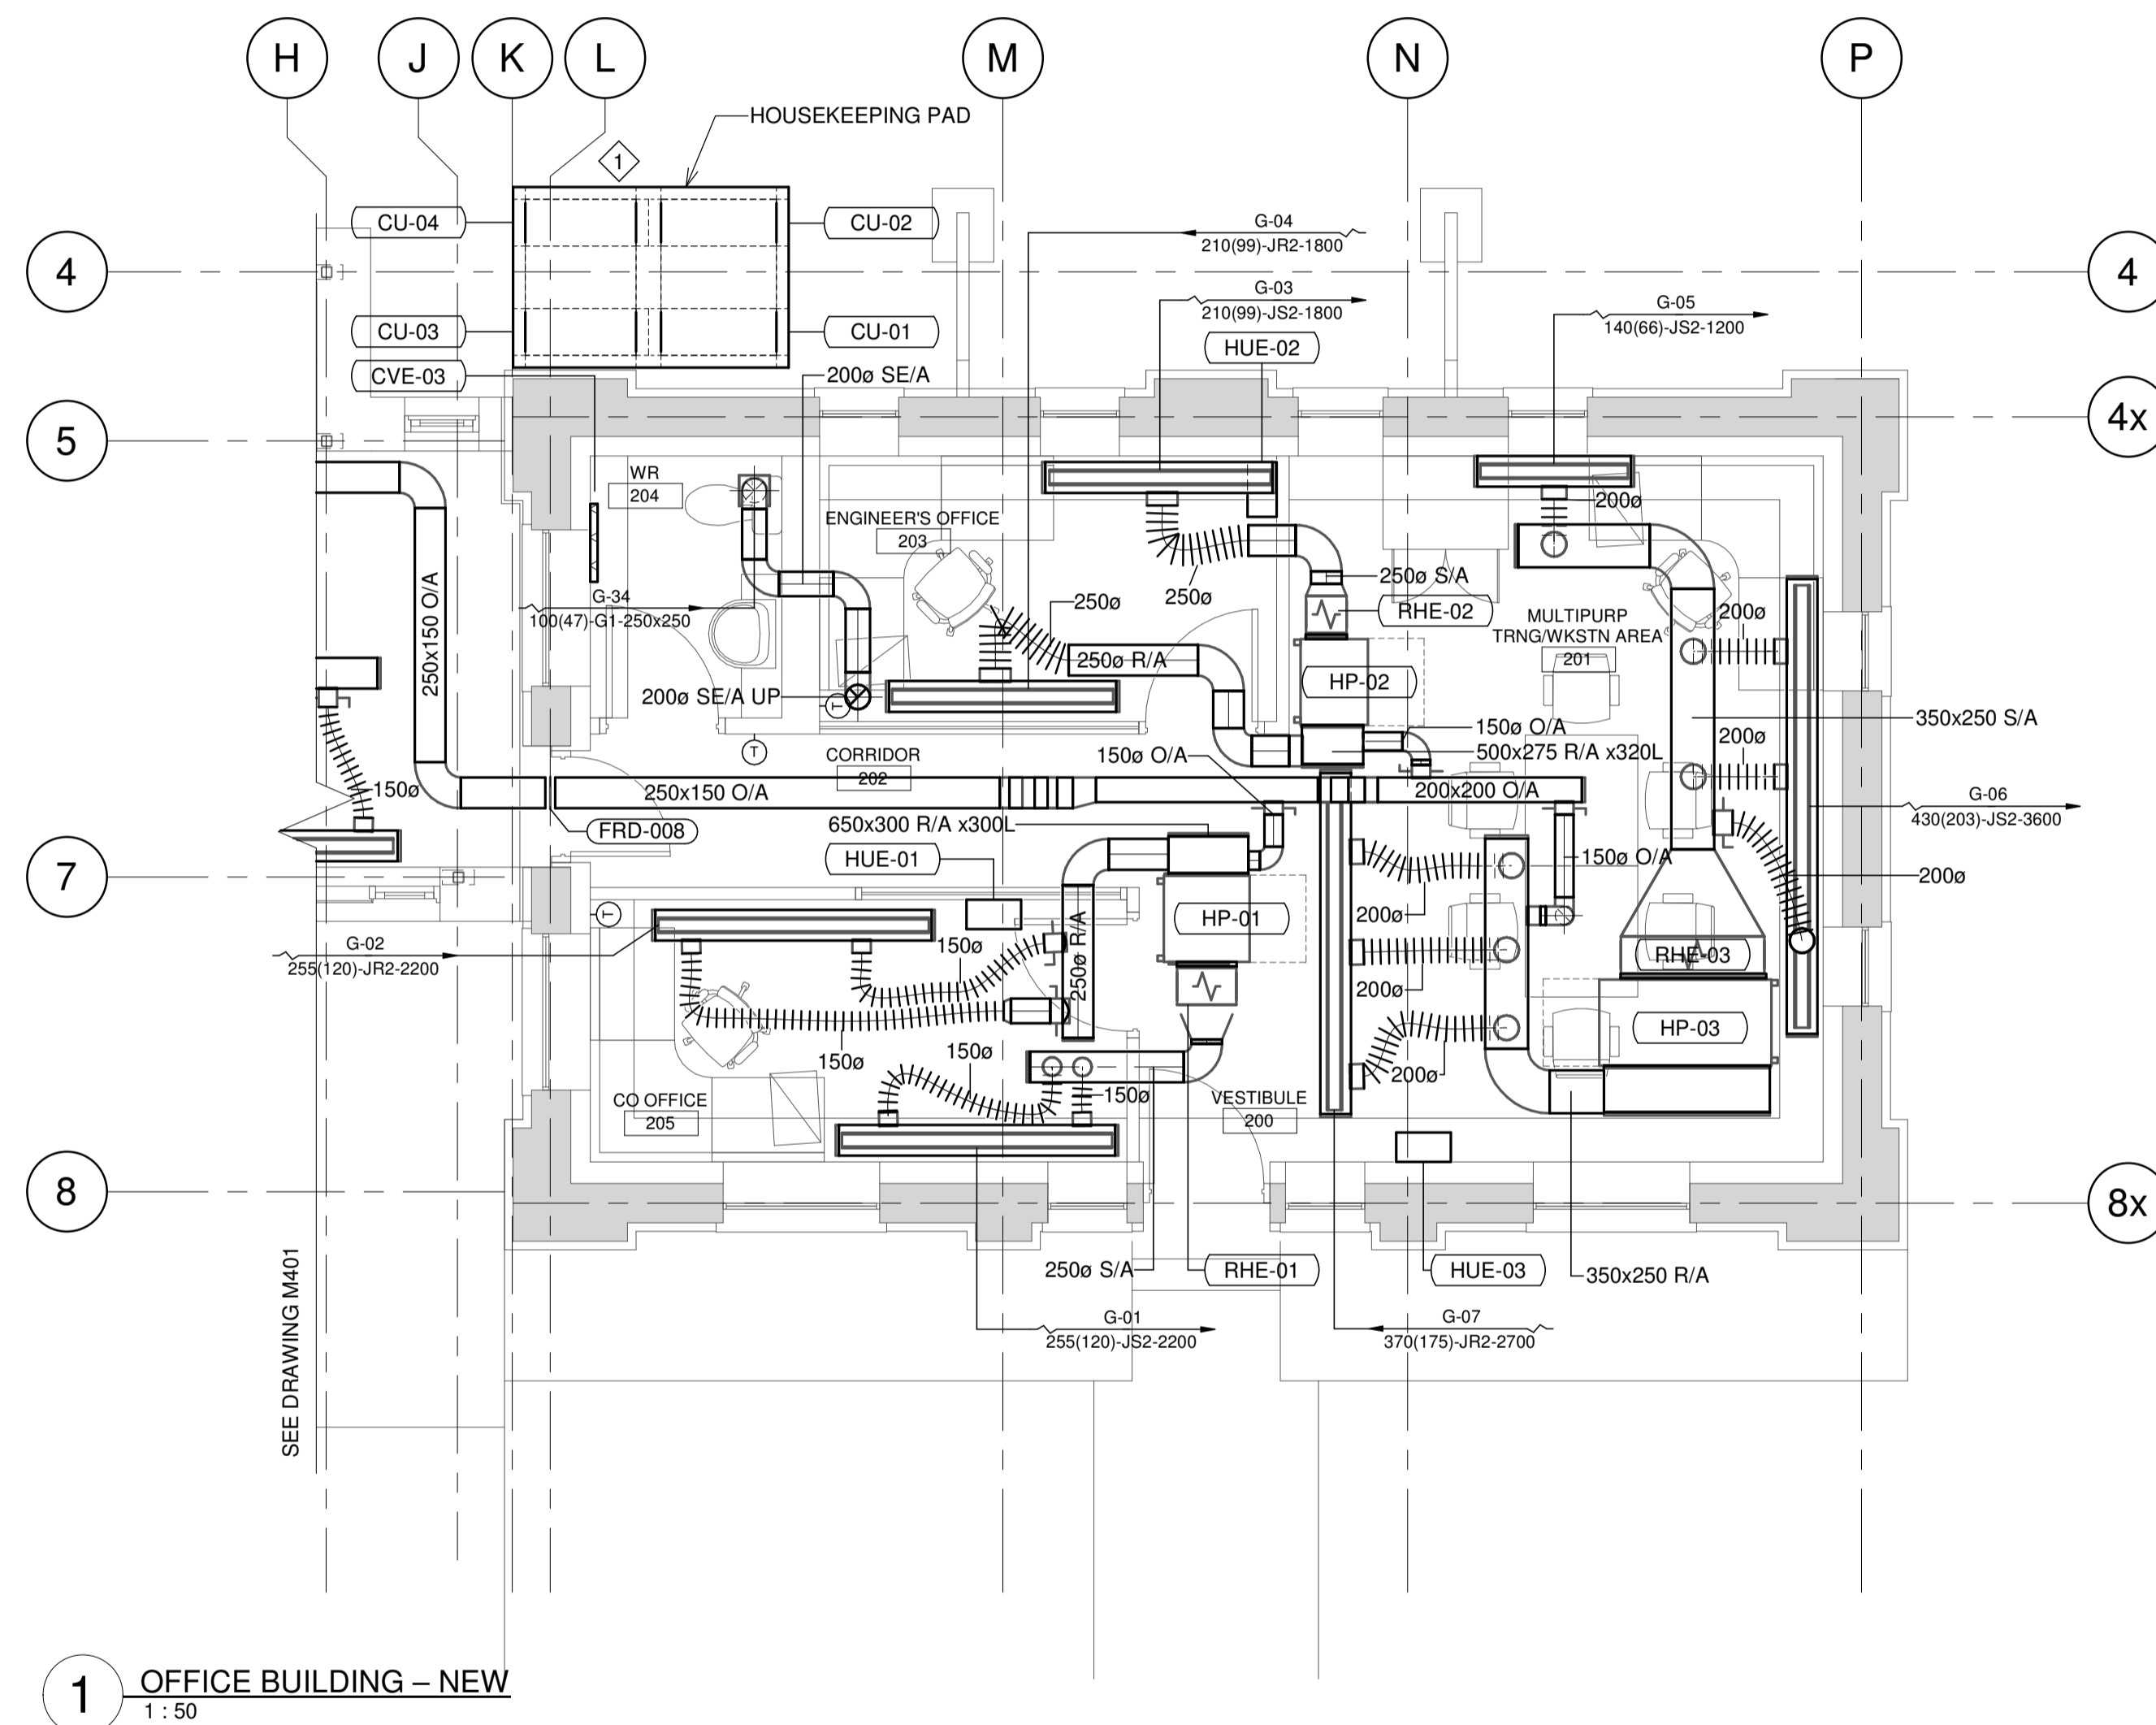 H
J
K
L
M
N
P
HOUSEKEEPING PAD
1
CU-04
CU-02
G-04
210(99)-JR2-1800
4
4
G-03
210(99)-JS2-1800
G-05
140(66)-JS2-1200
CU-03
CU-01
HUE-02
CVE-03
200ø SE/A
5
4x
WR
204
200ø
ENGINEER'S OFFICE
203
250x150 O/A
250ø S/A
G-34
100(47)-G1-250x250
250ø
250ø
RHE-02
MULTIPURP
TRNG/WKSTN AREA
201
200ø
250ø R/A
HP-02
200ø SE/A UP
T
T
150ø O/A
350x250 S/A
200ø
CORRIDOR
202
150ø O/A
500x275 R/A x320L
150ø
250x150 O/A
200x200 O/A
G-06
430(203)-JS2-3600
FRD-008
650x300 R/A x300L
HUE-01
150ø O/A
7
200ø
T
HP-01
200ø
G-02
255(120)-JR2-2200
150ø
250ø R/A
RHE-03
200ø
HP-03
150ø
150ø
200ø
CO OFFICE
205
150ø
VESTIBULE
200
8
8x
250ø S/A
RHE-01
HUE-03
350x250 R/A
SEE DRAWING M401
G-01
255(120)-JS2-2200
G-07
370(175)-JR2-2700
1
OFFICE BUILDING – NEW
1 : 50